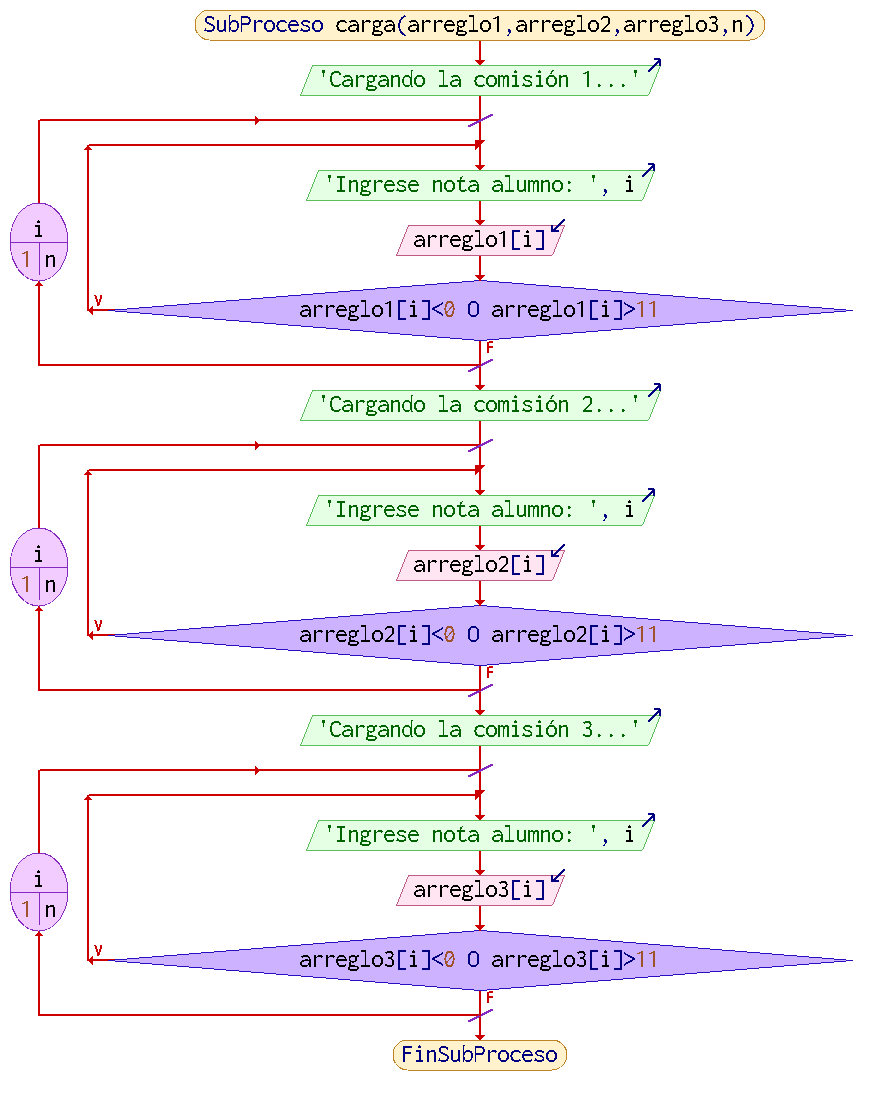 SubProceso carga(arreglo1,arreglo2,arreglo3,n)
'Cargando la comisión 1...'
'Ingrese nota alumno: ', i
i
1 n
arreglo1[i]
V
arreglo1[i]<0 O arreglo1[i]>11
F
'Cargando la comisión 2...'
'Ingrese nota alumno: ', i
i
1 n
arreglo2[i]
V
arreglo2[i]<0 O arreglo2[i]>11
F
'Cargando la comisión 3...'
'Ingrese nota alumno: ', i
i
1 n
arreglo3[i]
V
arreglo3[i]<0 O arreglo3[i]>11
F
FinSubProceso